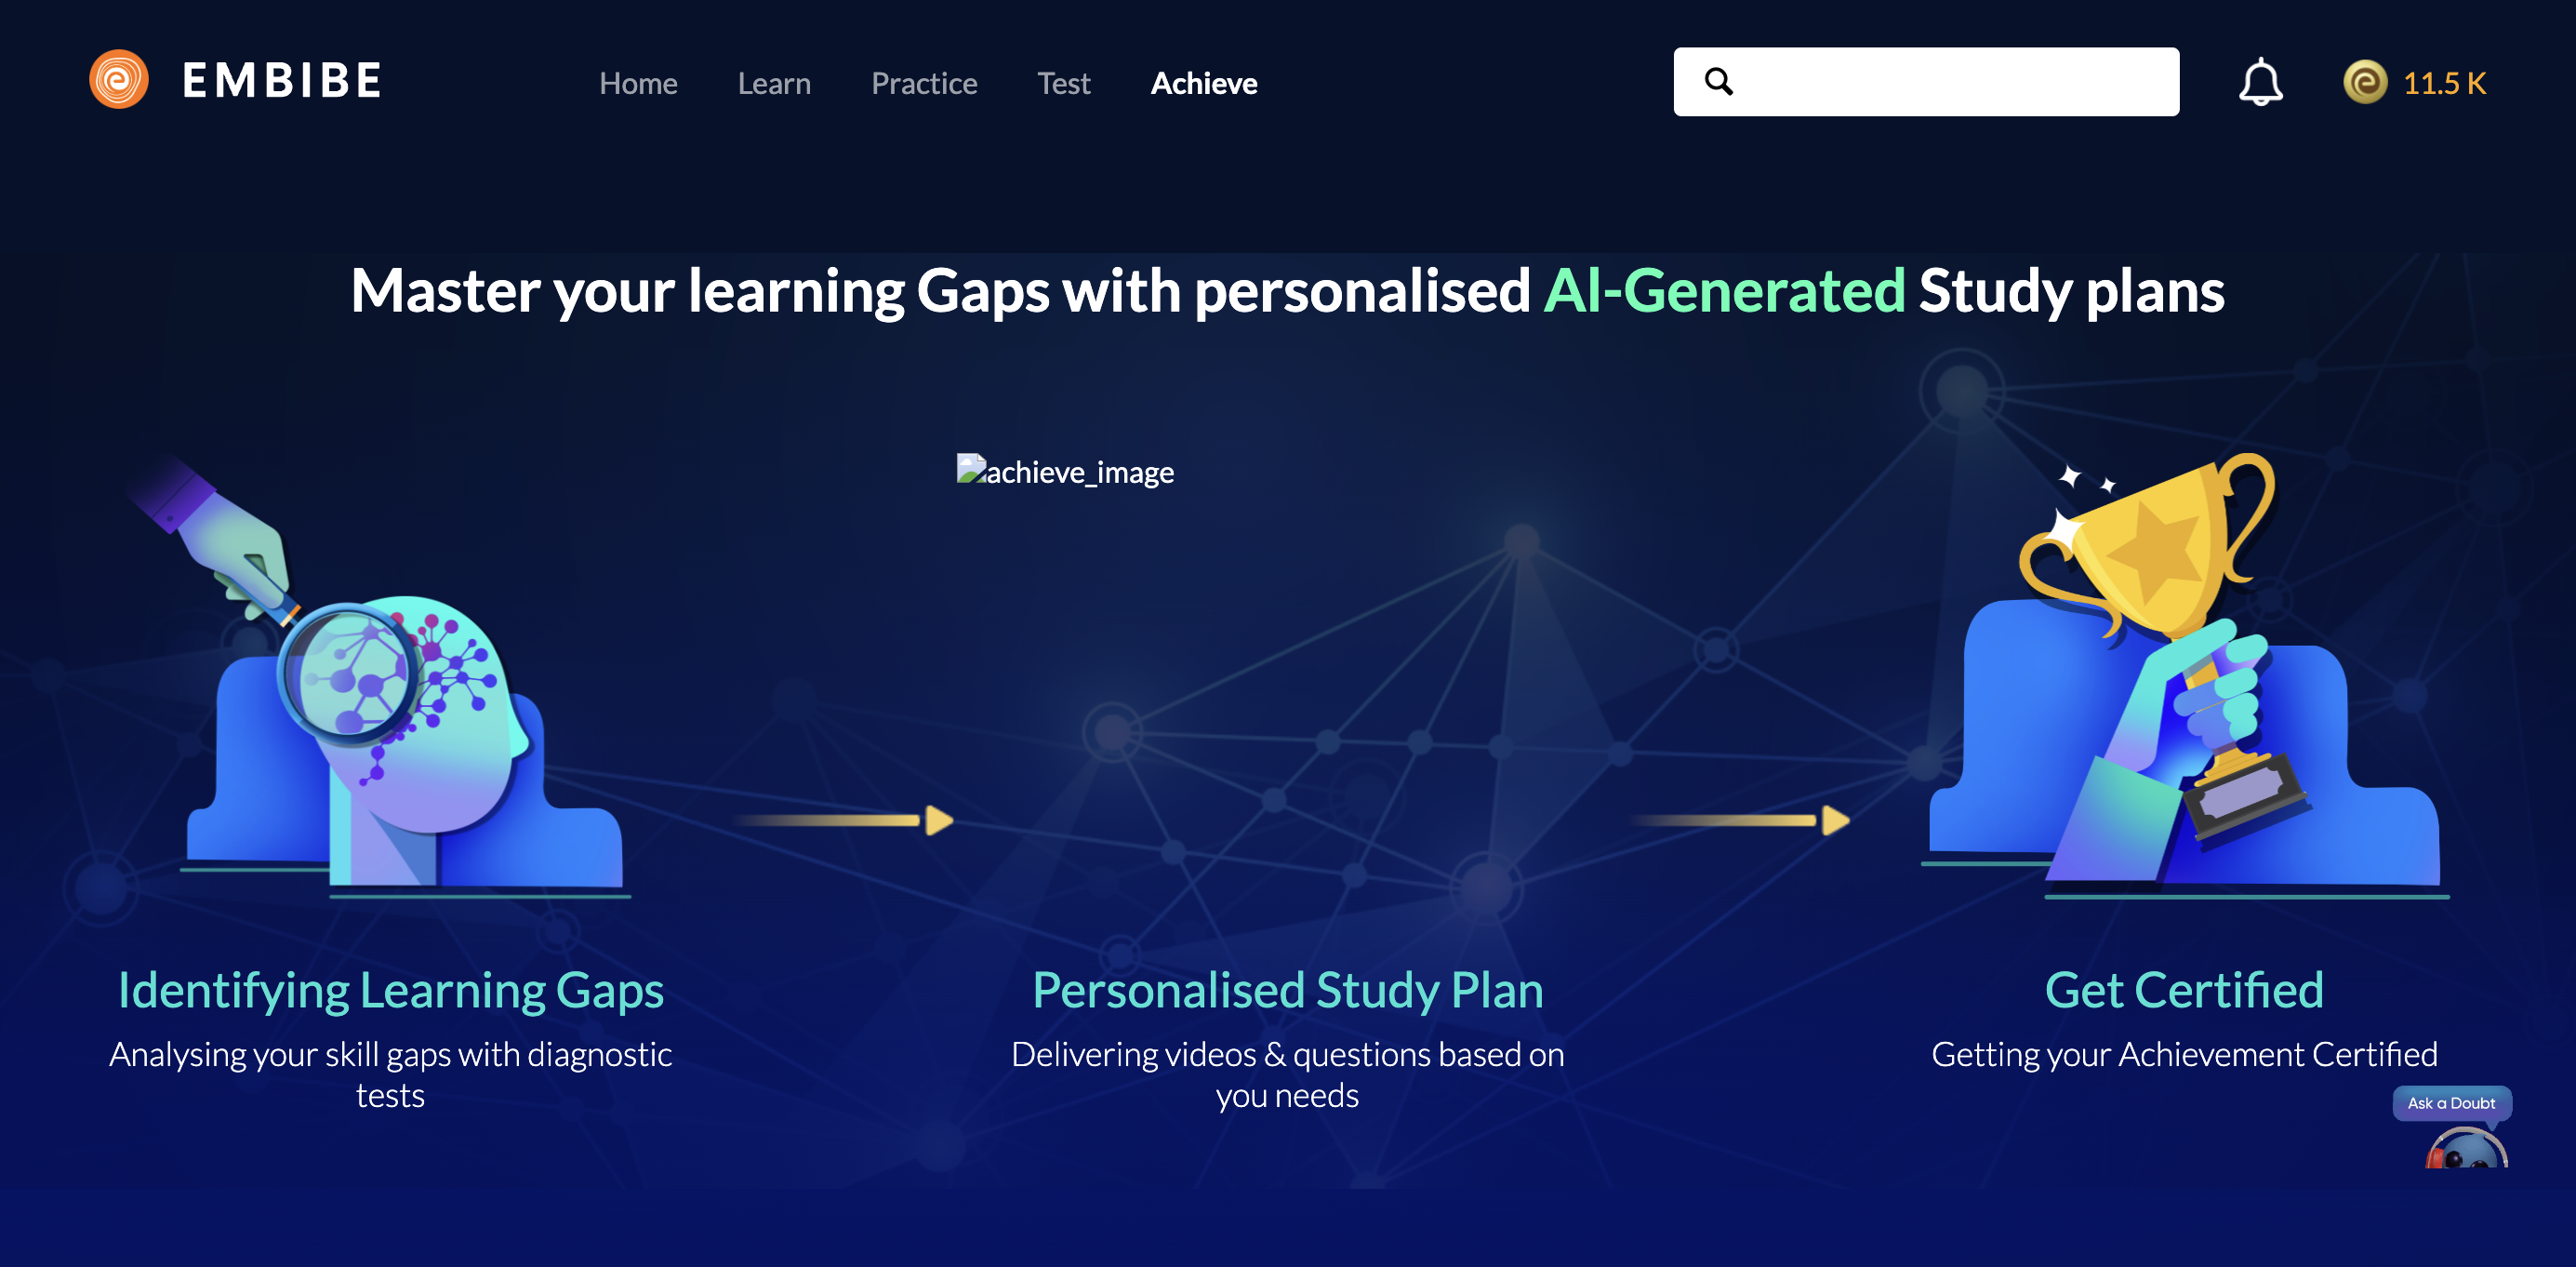 EMBIBE
Home
Learn
Practice
Test
Achieve
11.5 K
Master your learning Gaps with personalised AI-Generated Study plans
achieve_image
Identifying Learning Gaps
Analysing your skill gaps with diagnostic
tests
Personalised Study Plan
Delivering videos & questions based on
you needs
Get Certified
Getting your Achievement Certified
Ask a Doubt